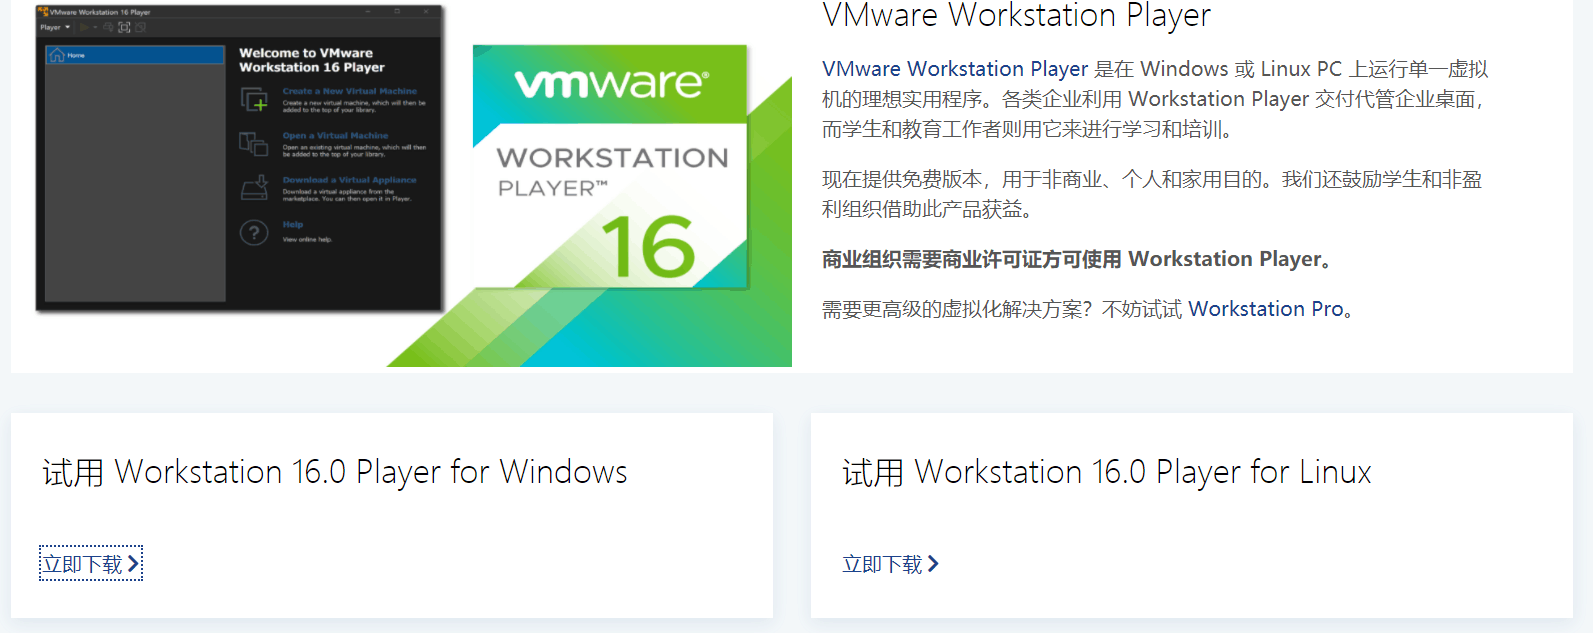 VMware Workstation 16 Player
Player
Home
Welcome to VMware
Workstation 16 Player
Create a New Virtual Machine
Create a new virtual machine, which will then be
added to the top of your library.
Open a Virtual Machine
Open an existing virtual machine, which will then
be added to the top of your library.
Download a Virtual Appliance
Download a virtual appliance from the
marketplace. You can then open it in Player.
Help
View online help.
vmware®
WORKSTATION
PLAYER™
16
VMware Workstation Player
VMware Workstation Player 是在 Windows 或 Linux PC 上运行单一虚拟
机的理想实用程序。各类企业利用 Workstation Player 交付代管企业桌面，
而学生和教育工作者则用它来进行学习和培训。
现在提供免费版本，用于非商业、个人和家用目的。我们还鼓励学生和非盈
利组织借助此产品获益。
商业组织需要商业许可证方可使用 Workstation Player。
需要更高级的虚拟化解决方案？不妨试试 Workstation Pro。
试用 Workstation 16.0 Player for Windows
立即下载
试用 Workstation 16.0 Player for Linux
立即下载